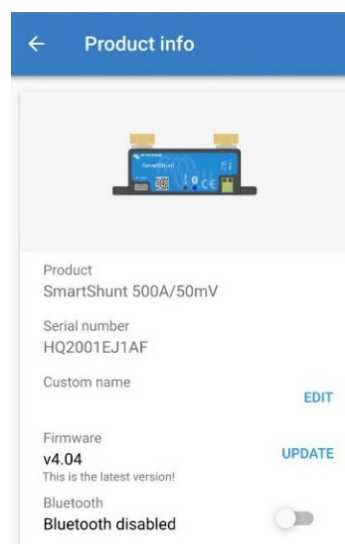 Product info
SmartShunt
Product
SmartShunt 500A/50mV
Serial number
HQ2001EJ1AF
Custom name
EDIT
Firmware
v4.04
UPDATE
This is the latest version!
Bluetooth
Bluetooth disabled